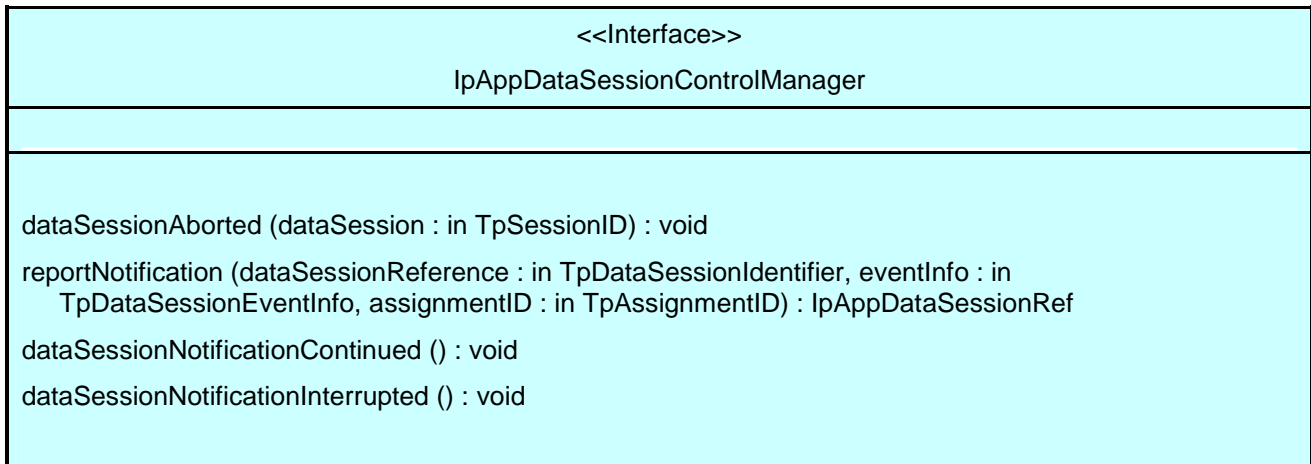 <<Interface>>
IpAppDataSessionControlManager
dataSessionAborted (dataSession : in TpSessionID) : void
reportNotification (dataSessionReference : in TpDataSessionIdentifier, eventInfo : in
TpDataSessionEventInfo, assignmentID : in TpAssignmentID) : IpAppDataSessionRef
dataSessionNotificationContinued () : void
dataSessionNotificationInterrupted () : void